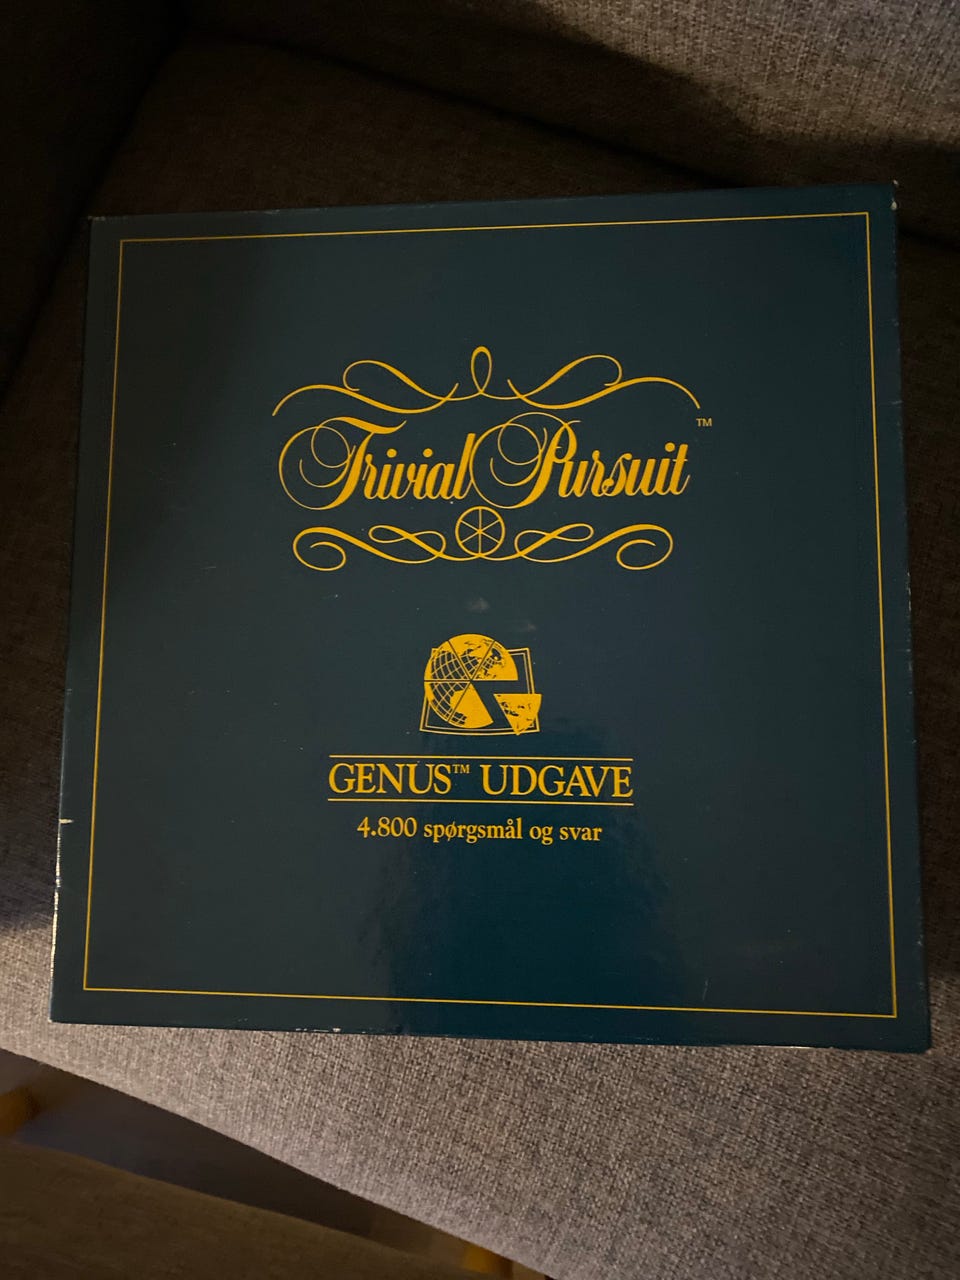 Trivial Pursuit™
GENUS™ UDGAVE
4.800 spørgsmål og svar